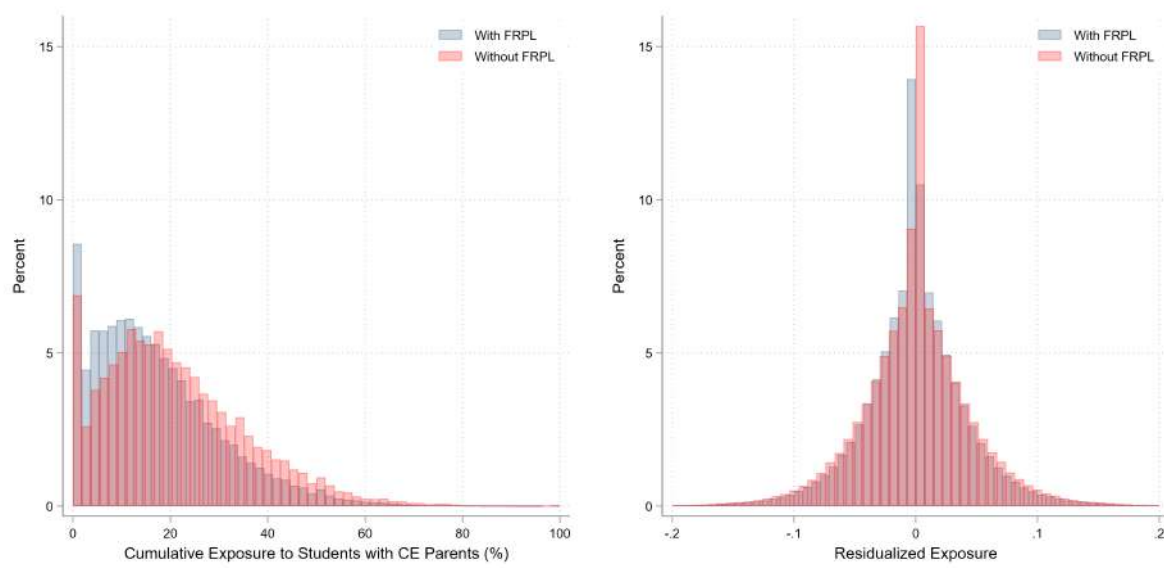 With FRPL
Without FRPL
15
10
5
0
Percent
0
20
40
60
80
100
Cumulative Exposure to Students with CE Parents (%)
With FRPL
Without FRPL
15
10
5
0
Percent
-.2
-.1
0
.1
.2
Residualized Exposure